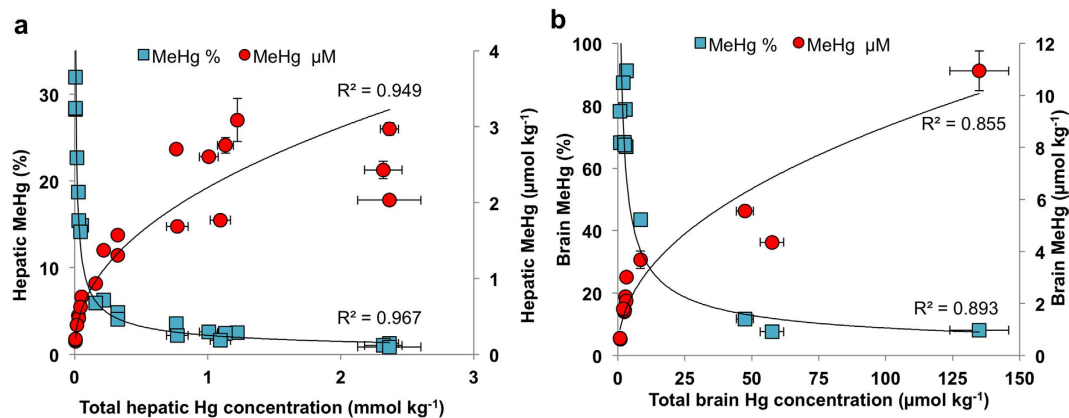 a
MeHg % MeHg µM
R² = 0.949
R² = 0.967
Hepatic MeHg (%)
Hepatic MeHg (µmol kg⁻¹)
30
20
10
0
4
3
2
1
0
0 1 2 3
Total hepatic Hg concentration (mmol kg⁻¹)
b
MeHg % MeHg µM
R² = 0.855
R² = 0.893
Brain MeHg (%)
Brain MeHg (µmol kg⁻¹)
100
80
60
40
20
0
12
10
8
6
4
2
0
0 25 50 75 100 125 150
Total brain Hg concentration (µmol kg⁻¹)